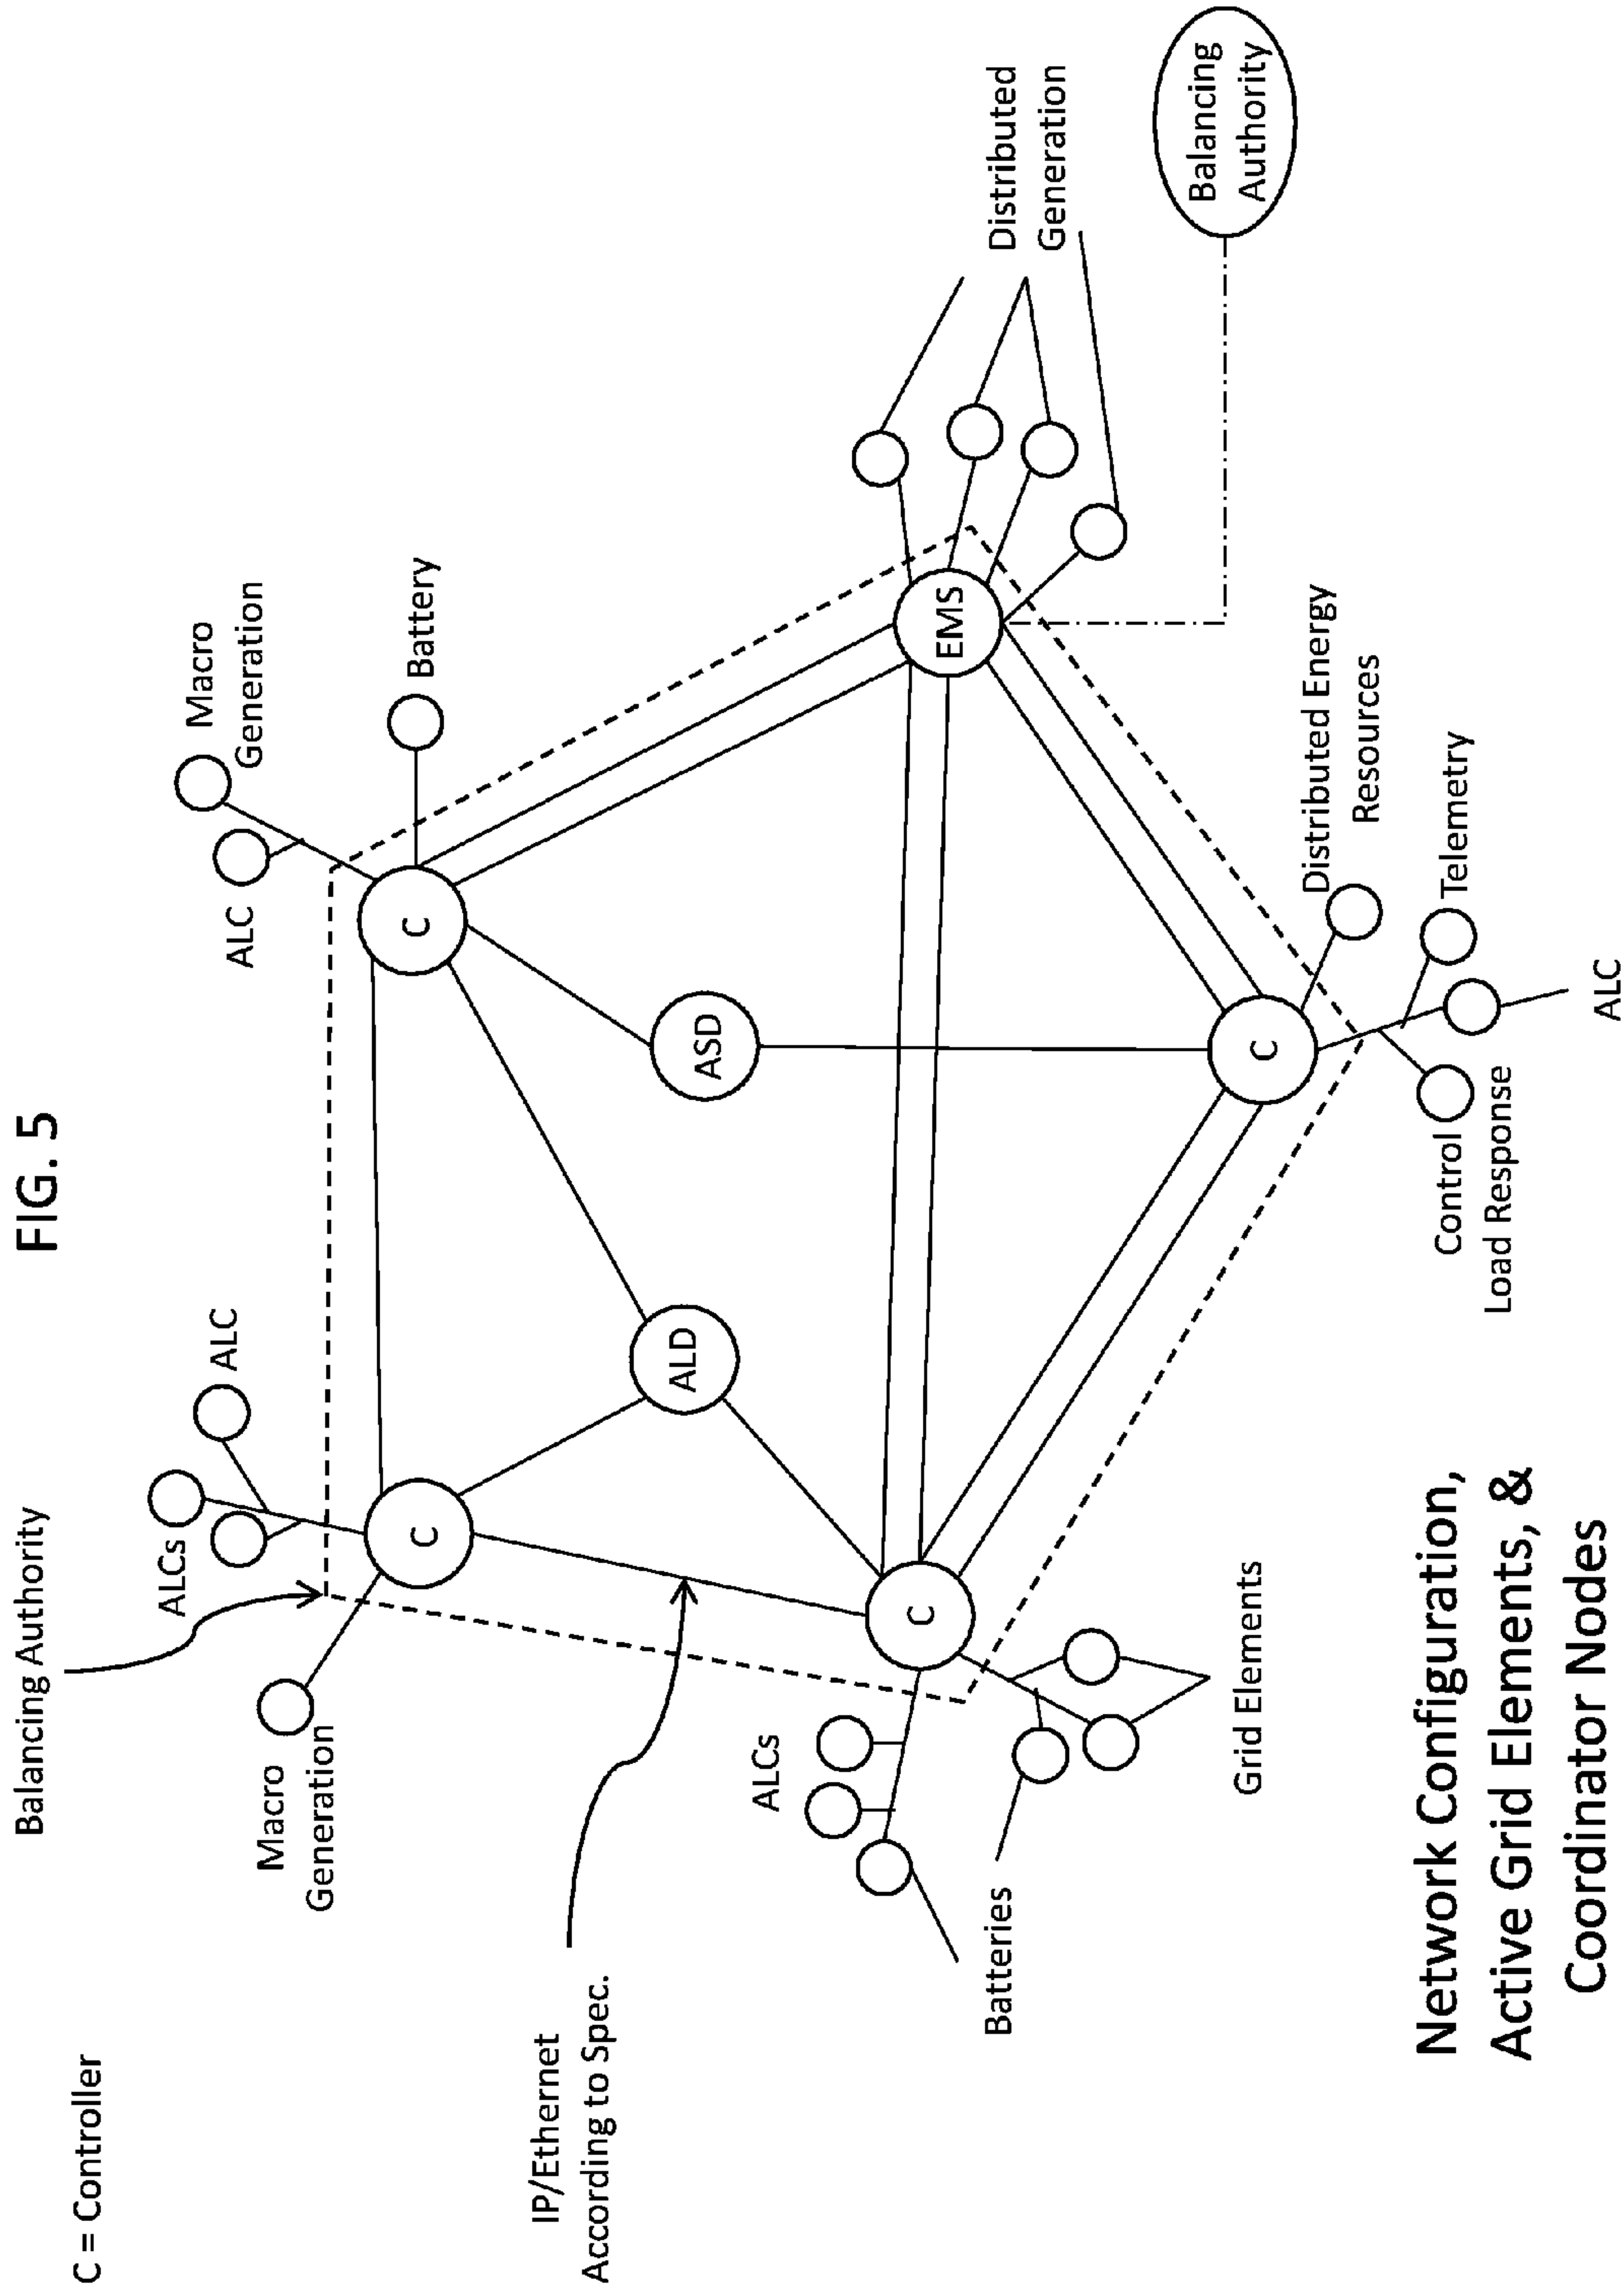 FIG. 5
C = Controller
Balancing Authority
IP/Ethernet
According to Spec.
Macro
Generation
ALCs
ALC
C
ALC
Macro
Generation
Battery
C
ALD
ASD
EMS
Distributed
Generation
Balancing
Authority
ALCs
Batteries
C
Grid Elements
C
Distributed Energy
Resources
Telemetry
Control
Load Response
ALC
Network Configuration,
Active Grid Elements, &
Coordinator Nodes